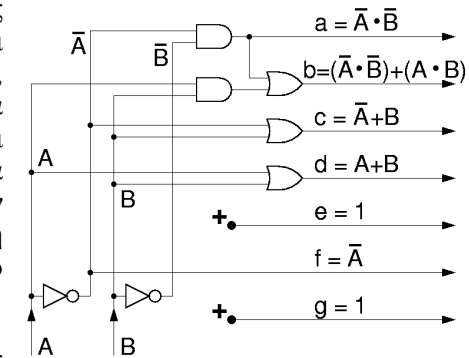 a = A̅•B̅
A̅
B̅
b=(A̅•B̅)+(A•B)
c = A̅+B
A
d = A+B
B
+ e = 1
f = A̅
+ g = 1
A
B